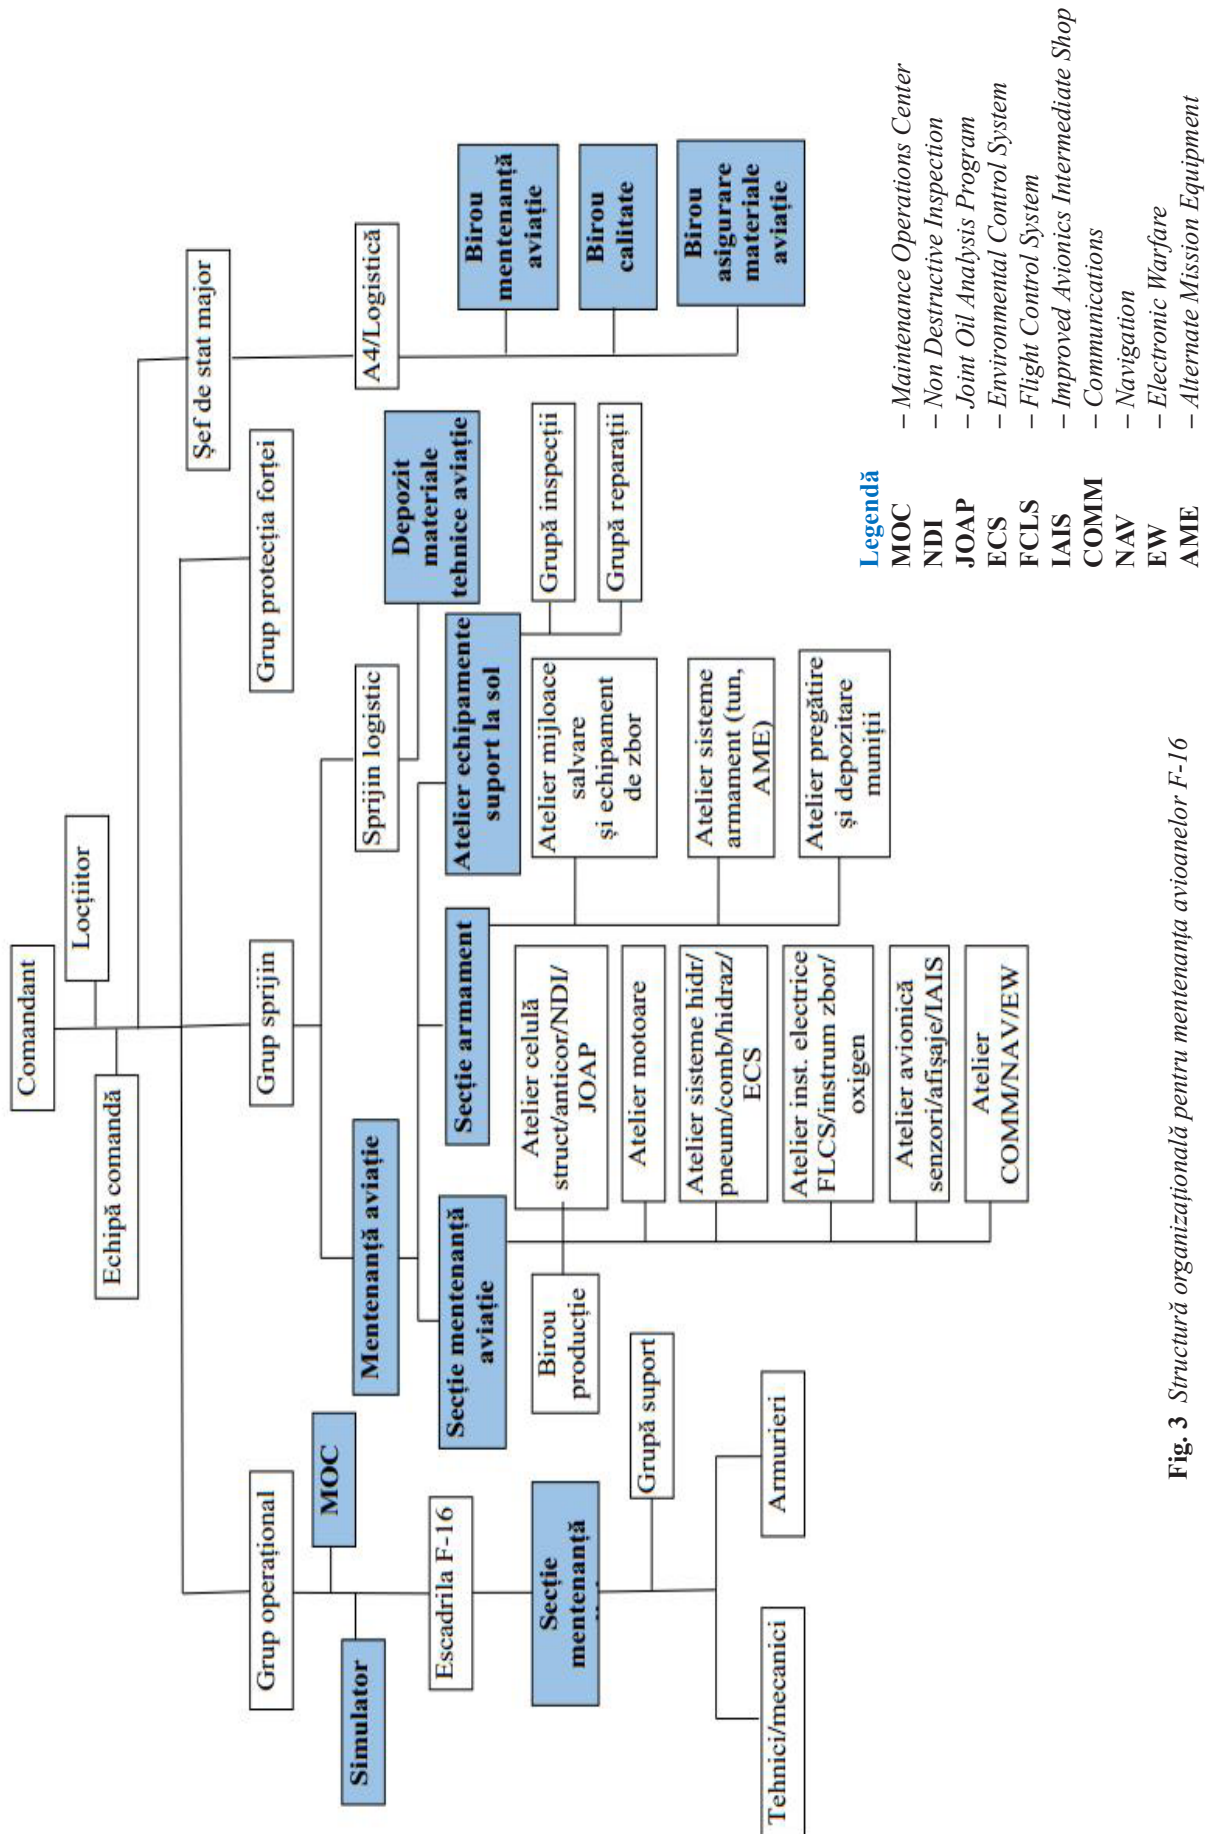 Comandant
Locțiitor
Echipă comandă
Grup operațional
Grup sprijin
Grup protecția forței
Șef de stat major
MOC
Simulator
Escadrila F-16
Secție
mentenanță
Grupă suport
Tehnici/mecanici
Armurieri
Mentenanță aviație
Sprijin logistic
Depozit
materiale
tehnice aviație
Secție mentenanță
aviație
Secție armament
Atelier echipamente
suport la sol
Birou
producție
Atelier celulă
struct/anticor/NDI/
JOAP
Atelier motoare
Atelier sisteme hidr/
pneum/comb/hidraz/
ECS
Atelier inst. electrice
FLCS/instrum zbor/
oxigen
Atelier avionică
senzori/afișaje/IAIS
Atelier
COMM/NAV/EW
Atelier mijloace
salvare
și echipament
de zbor
Atelier sisteme
armament (tun,
AME)
Atelier pregătire
și depozitare
muniții
Grupă inspecții
Grupă reparații
A4/Logistică
Birou
mentenanță
aviație
Birou
calitate
Birou
asigurare
materiale
aviație
Legendă
MOC – Maintenance Operations Center
NDI – Non Destructive Inspection
JOAP – Joint Oil Analysis Program
ECS – Environmental Control System
FCLS – Flight Control System
IAIS – Improved Avionics Intermediate Shop
COMM – Communications
NAV – Navigation
EW – Electronic Warfare
AME – Alternate Mission Equipment
Fig. 3 Structură organizațională pentru mentenanța avioanelor F-16